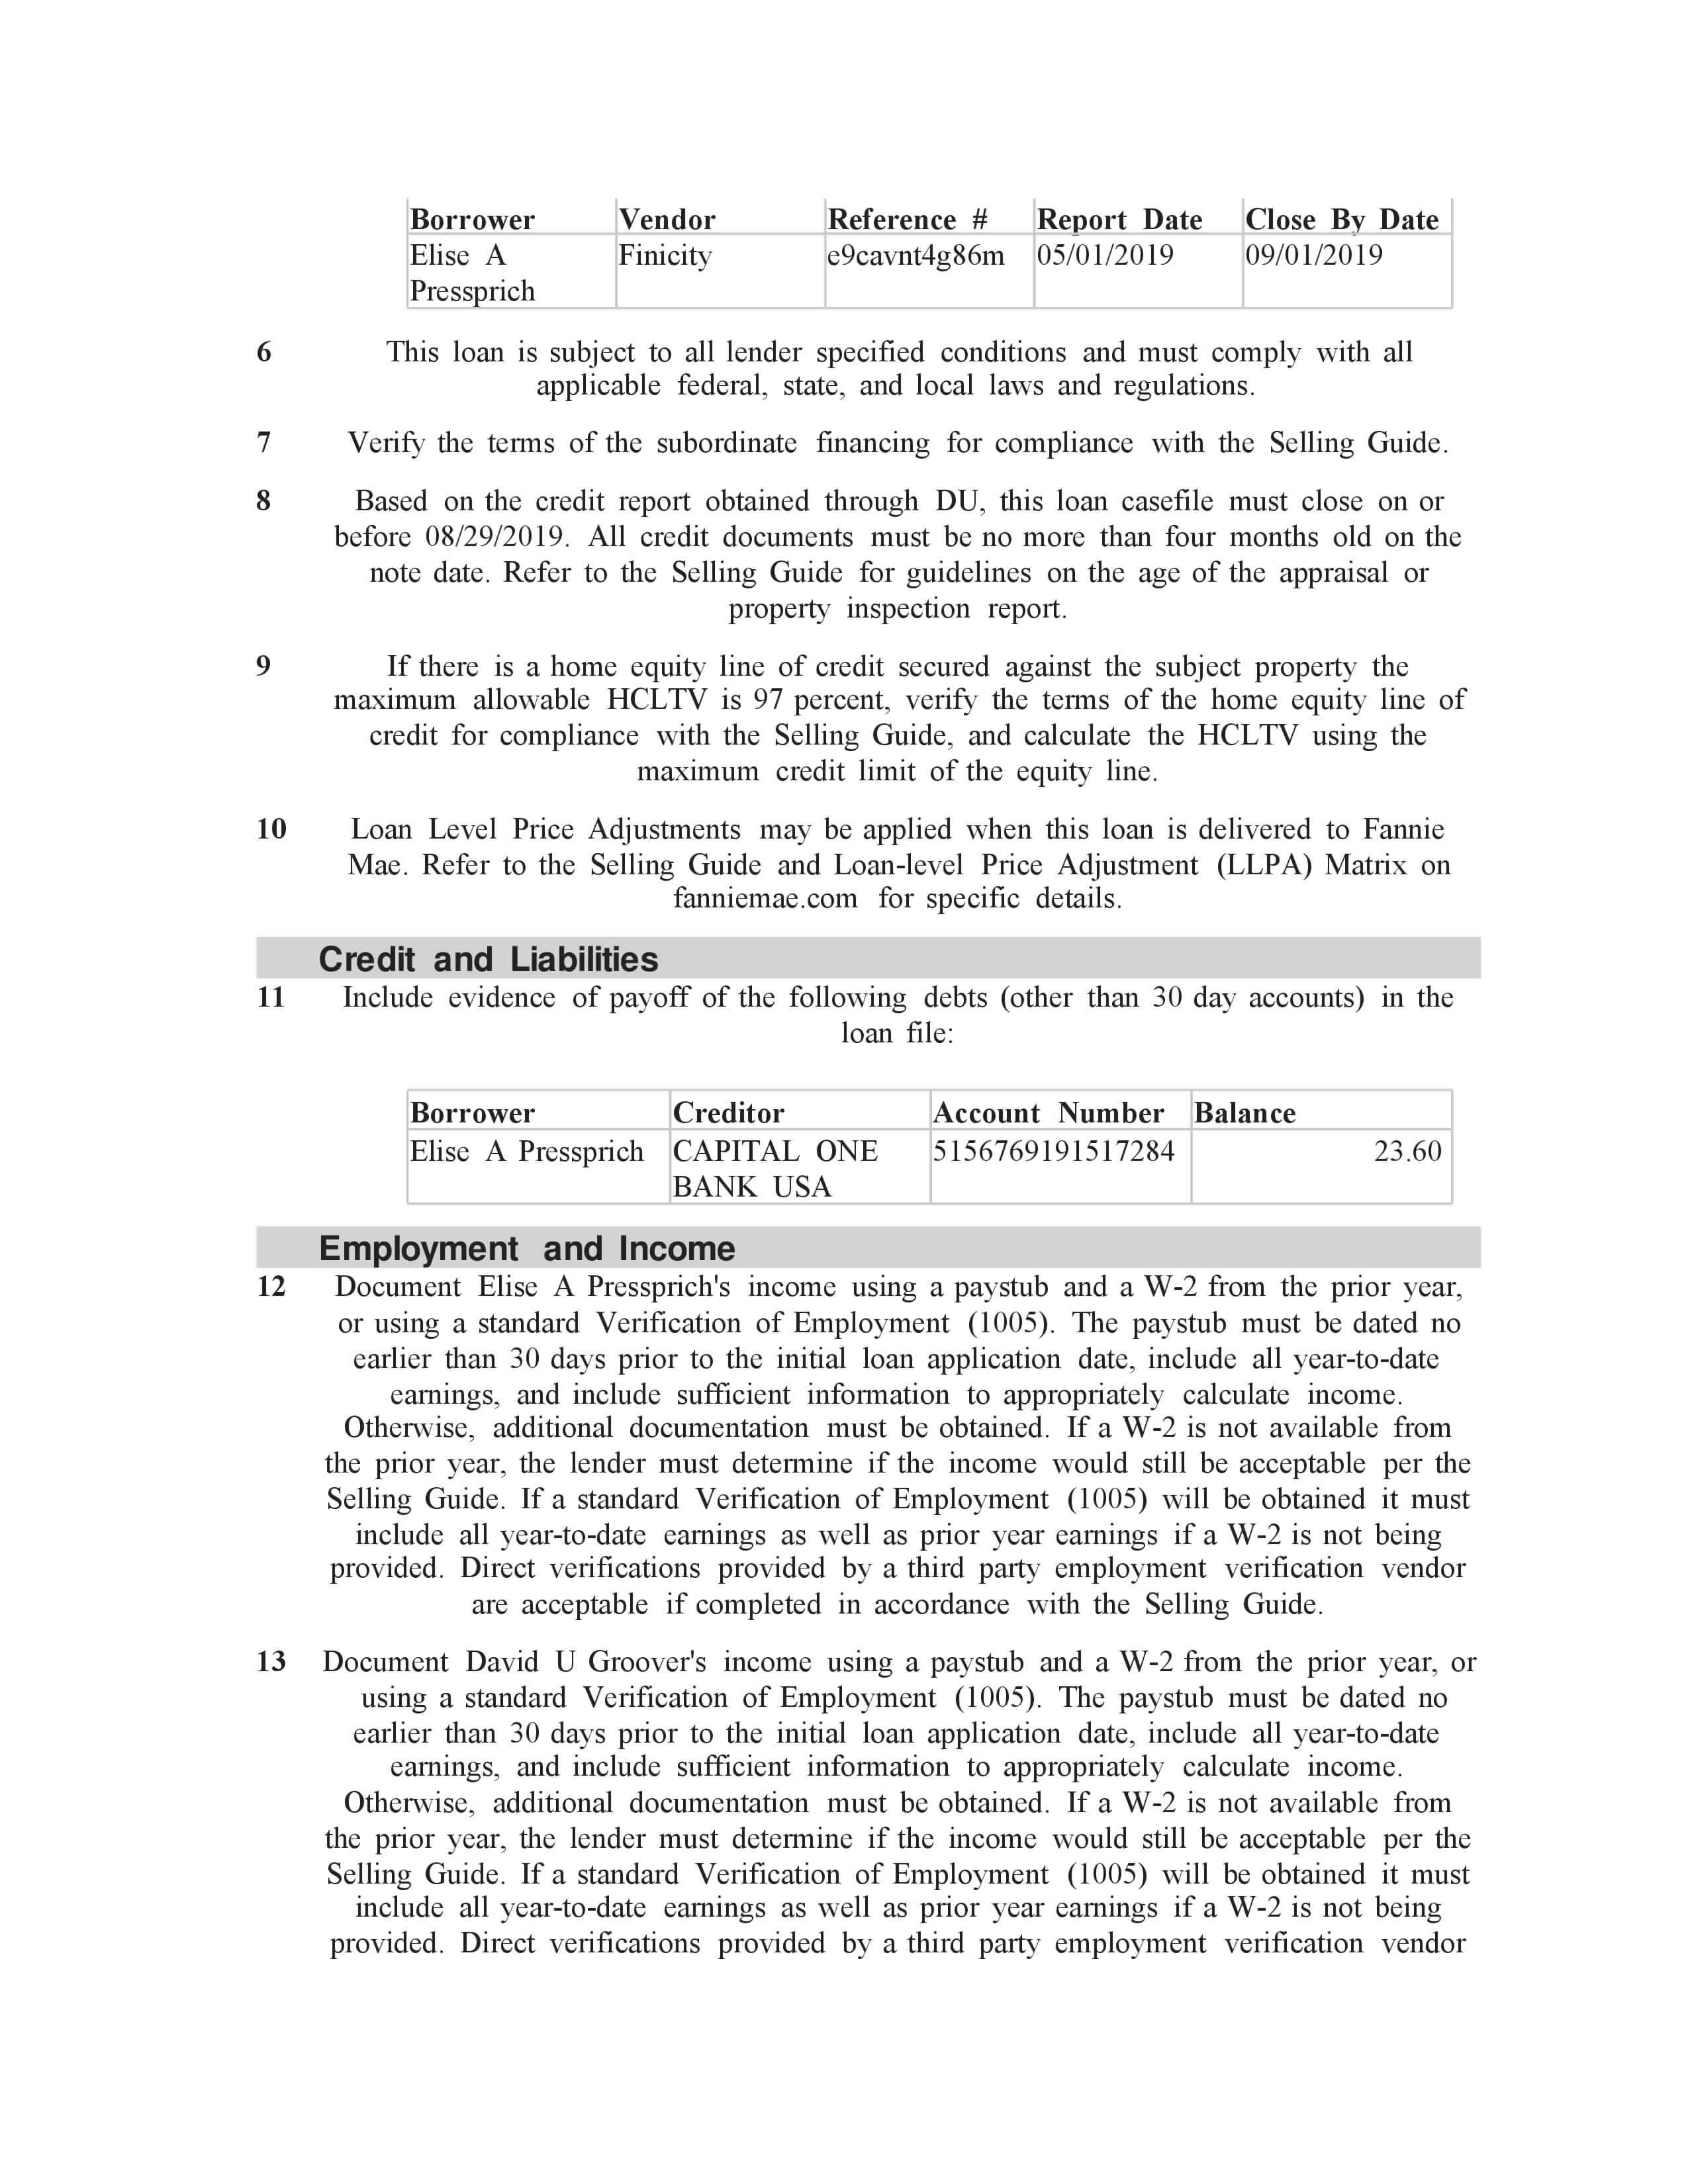 Borrower Vendor Reference # Report Date Close By Date
Elise A Finicity e9cavnt4g86m 05/01/2019 09/01/2019
Pressprich
6 This loan is subject to all lender specified conditions and must comply with all
applicable federal, state, and local laws and regulations.
7 Verify the terms of the subordinate financing for compliance with the Selling Guide.
8 Based on the credit report obtained through DU, this loan casefile must close on or
before 08/29/2019. All credit documents must be no more than four months old on the
note date. Refer to the Selling Guide for guidelines on the age of the appraisal or
property inspection report.
9 If there is a home equity line of credit secured against the subject property the
maximum allowable HCLTV is 97 percent, verify the terms of the home equity line of
credit for compliance with the Selling Guide, and calculate the HCLTV using the
maximum credit limit of the equity line.
10 Loan Level Price Adjustments may be applied when this loan is delivered to Fannie
Mae. Refer to the Selling Guide and Loan-level Price Adjustment (LLPA) Matrix on
fanniemae.com for specific details.
Credit and Liabilities
11 Include evidence of payoff of the following debts (other than 30 day accounts) in the
loan file:
Borrower Creditor Account Number Balance
Elise A Pressprich CAPITAL ONE 5156769191517284 23.60
BANK USA
Employment and Income
12 Document Elise A Pressprich's income using a paystub and a W-2 from the prior year,
or using a standard Verification of Employment (1005). The paystub must be dated no
earlier than 30 days prior to the initial loan application date, include all year-to-date
earnings, and include sufficient information to appropriately calculate income.
Otherwise, additional documentation must be obtained. If a W-2 is not available from
the prior year, the lender must determine if the income would still be acceptable per the
Selling Guide. If a standard Verification of Employment (1005) will be obtained it must
include all year-to-date earnings as well as prior year earnings if a W-2 is not being
provided. Direct verifications provided by a third party employment verification vendor
are acceptable if completed in accordance with the Selling Guide.
13 Document David U Groover's income using a paystub and a W-2 from the prior year, or
using a standard Verification of Employment (1005). The paystub must be dated no
earlier than 30 days prior to the initial loan application date, include all year-to-date
earnings, and include sufficient information to appropriately calculate income.
Otherwise, additional documentation must be obtained. If a W-2 is not available from
the prior year, the lender must determine if the income would still be acceptable per the
Selling Guide. If a standard Verification of Employment (1005) will be obtained it must
include all year-to-date earnings as well as prior year earnings if a W-2 is not being
provided. Direct verifications provided by a third party employment verification vendor